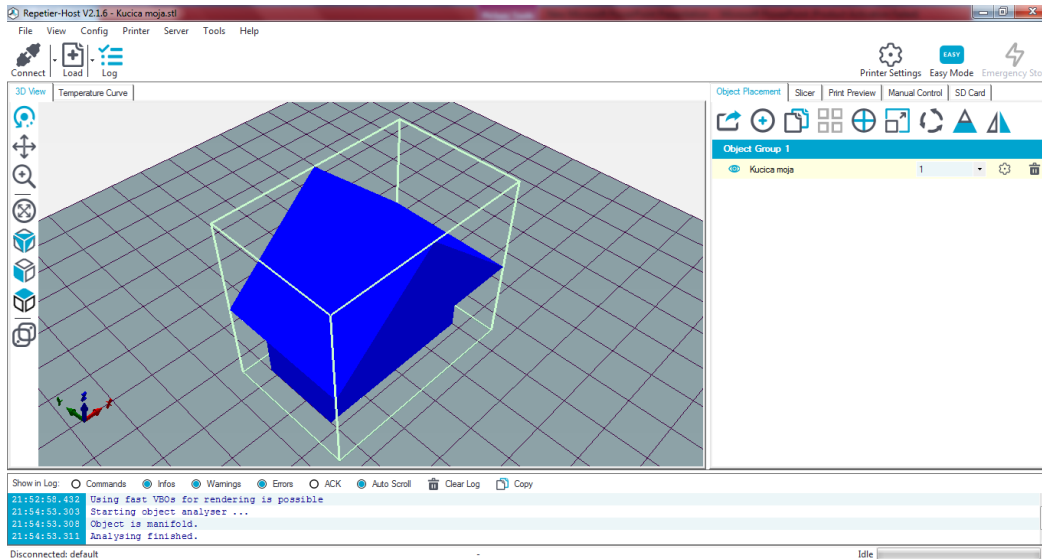 Repetier-Host V2.1.6 - Kucica moja.stl
File View Config Printer Server Tools Help
Connect Load Log
EASY
Printer Settings Easy Mode Emergency Sto
3D View Temperature Curve
Object Placement Slicer Print Preview Manual Control SD Card
Object Group 1
Kucica moja 1
Y Z X
Show in Log: Commands Infos Warnings Errors ACK Auto Scroll Clear Log Copy
21:52:58.432 Using fast VBOs for rendering is possible
21:54:53.303 Starting object analyser ...
21:54:53.308 Object is manifold.
21:54:53.311 Analysing finished.
Disconnected: default - Idle